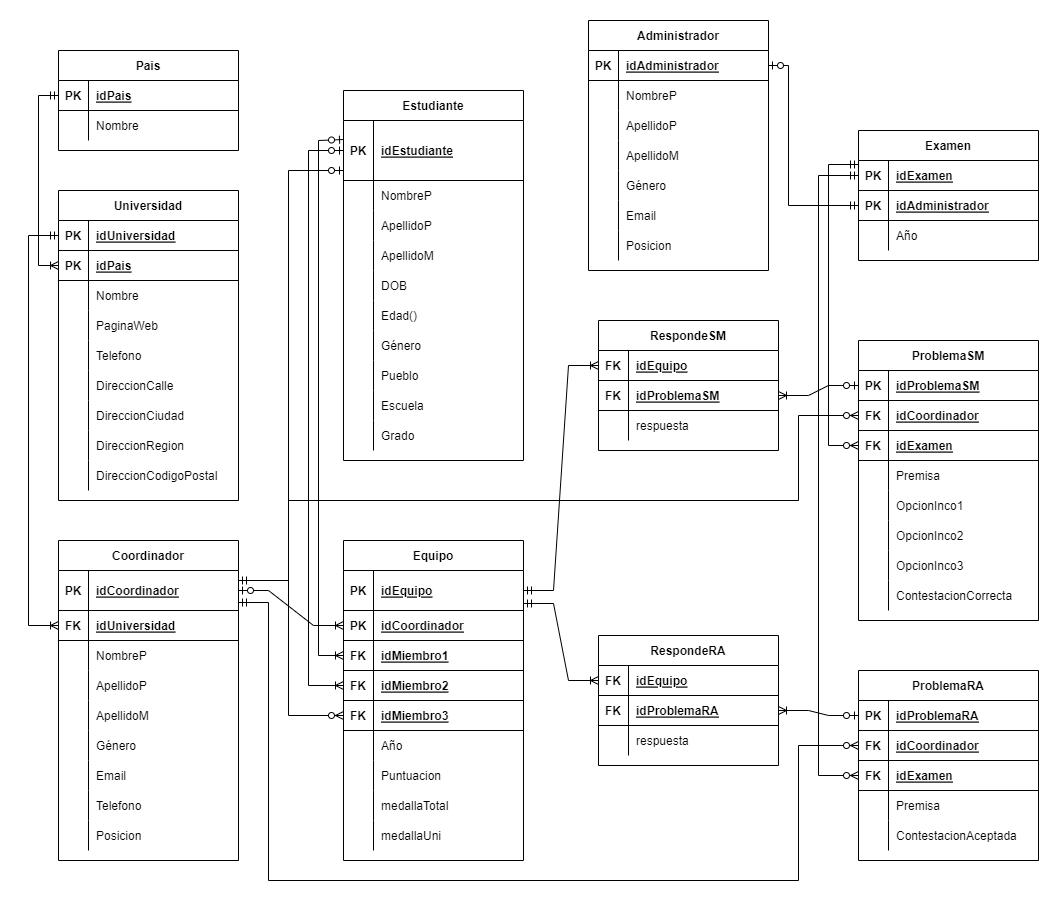 Pais
PK idPais
Nombre
Universidad
PK idUniversidad
PK idPais
Nombre
PaginaWeb
Telefono
DireccionCalle
DireccionCiudad
DireccionRegion
DireccionCodigoPostal
Coordinador
PK idCoordinador
FK idUniversidad
NombreP
ApellidoP
ApellidoM
Género
Email
Telefono
Posicion
Estudiante
PK idEstudiante
NombreP
ApellidoP
ApellidoM
DOB
Edad()
Género
Pueblo
Escuela
Grado
Equipo
PK idEquipo
PK idCoordinador
FK idMiembro1
FK idMiembro2
FK idMiembro3
Año
Puntuacion
medallaTotal
medallaUni
Administrador
PK idAdministrador
NombreP
ApellidoP
ApellidoM
Género
Email
Posicion
RespondeSM
FK idEquipo
FK idProblemaSM
respuesta
RespondeRA
FK idEquipo
FK idProblemaRA
respuesta
Examen
PK idExamen
PK idAdministrador
Año
ProblemaSM
PK idProblemaSM
FK idCoordinador
FK idExamen
Premisa
OpcionInco1
OpcionInco2
OpcionInco3
ContestacionCorrecta
ProblemaRA
PK idProblemaRA
FK idCoordinador
FK idExamen
Premisa
ContestacionAceptada